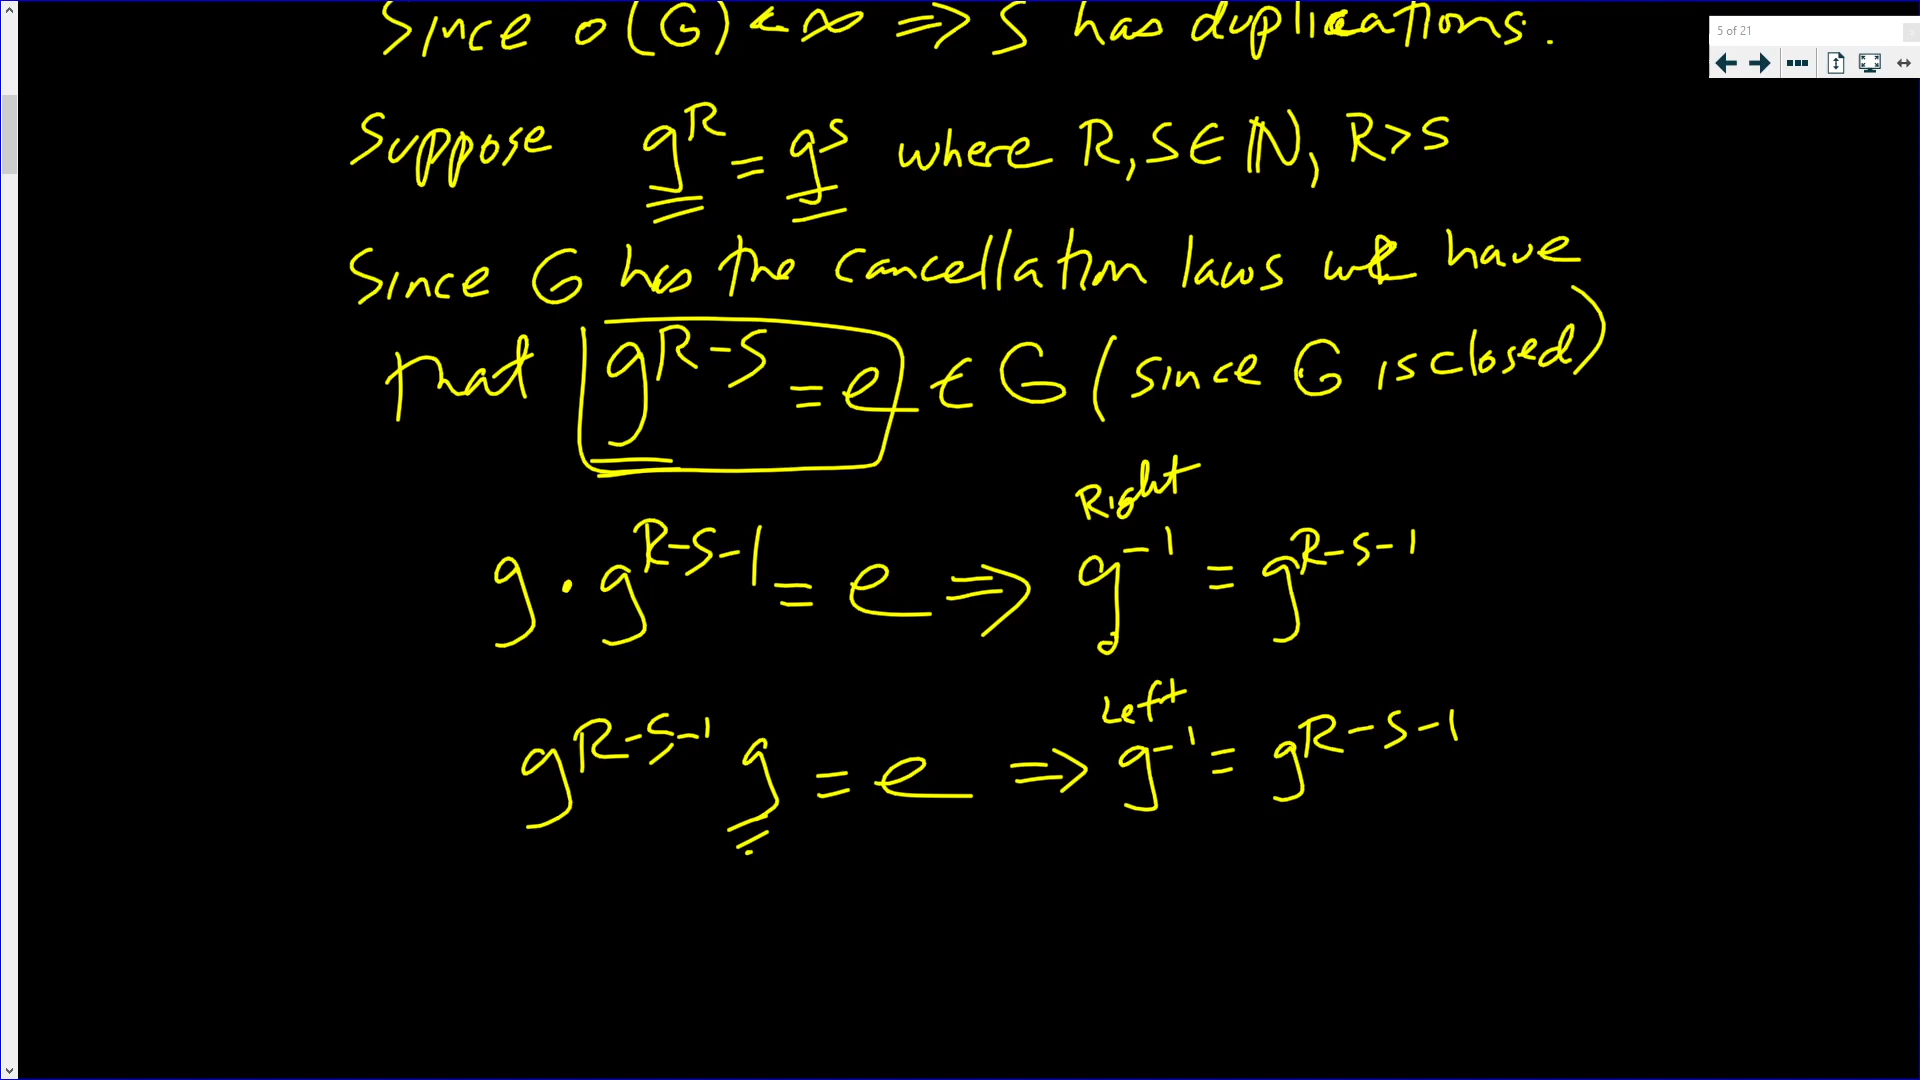 Since o(G) < ∞ ⇒ S has duplications.
5 of 21
Suppose g^R = g^S where R, S ∈ ℕ, R > S
Since G has the cancellation laws we have
that g^{R-S} = e ∈ G (since G is closed)
Right
g · g^{R-S-1} = e ⇒ g^{-1} = g^{R-S-1}
Left
g^{R-S-1} g = e ⇒ g^{-1} = g^{R-S-1}